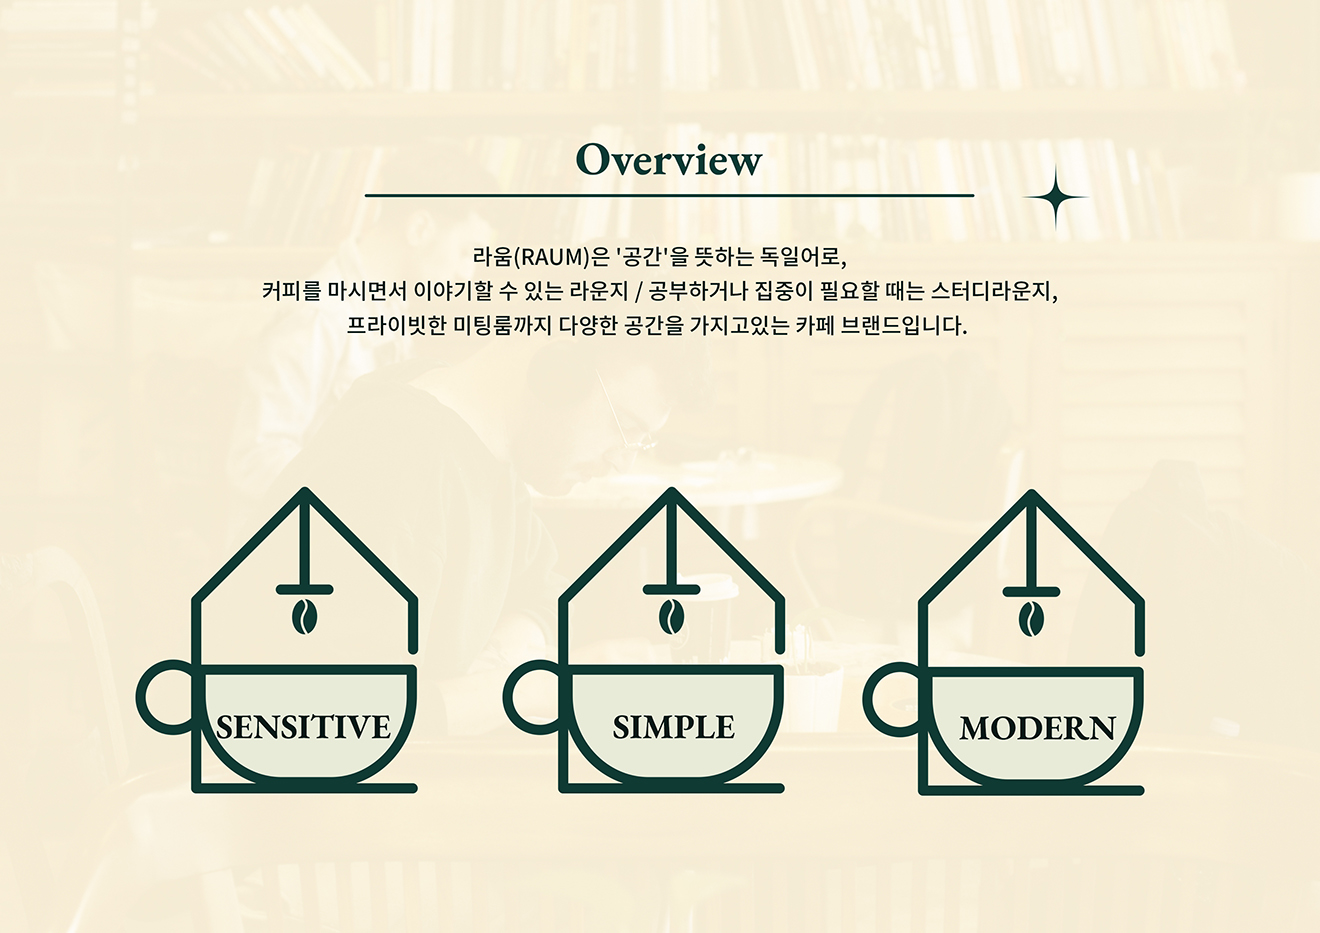 Overview
라움(RAUM)은 '공간'을 뜻하는 독일어로,
커피를 마시면서 이야기할 수 있는 라운지 / 공부하거나 집중이 필요할 때는 스터디라운지,
프라이빗한 미팅룸까지 다양한 공간을 가지고있는 카페 브랜드입니다.
SENSITIVE
SIMPLE
MODERN